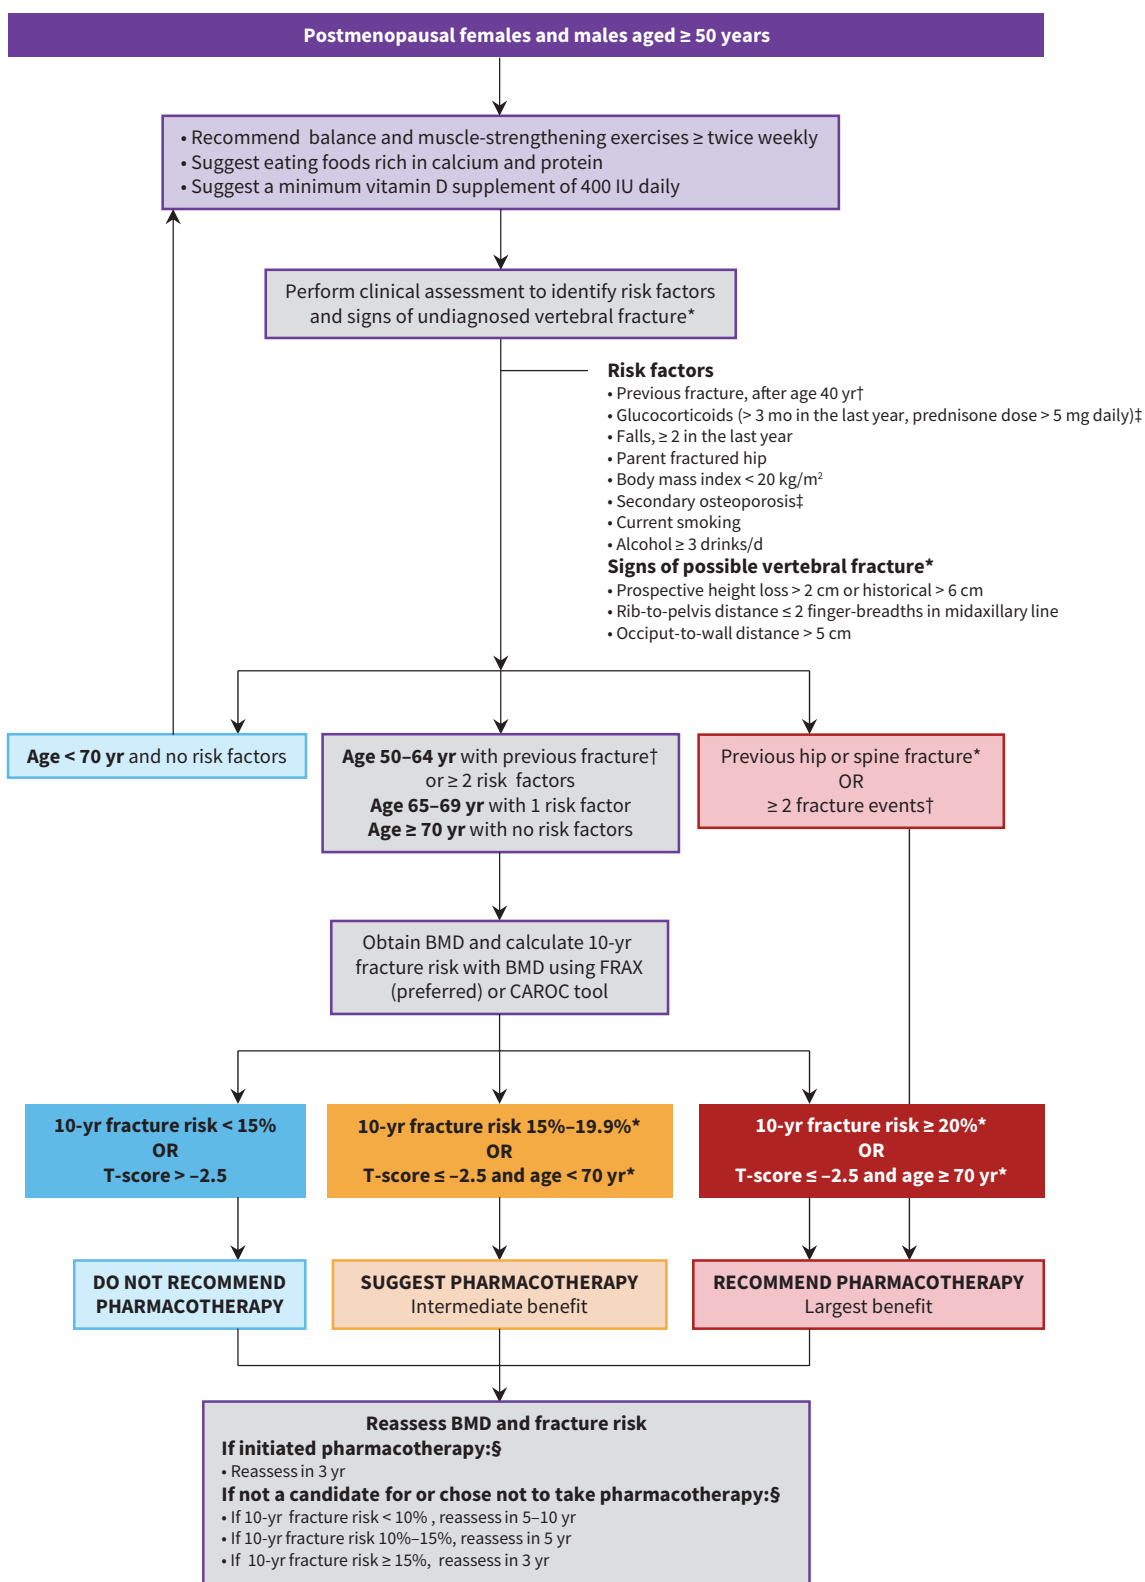 Postmenopausal females and males aged ≥ 50 years
• Recommend balance and muscle-strengthening exercises ≥ twice weekly
• Suggest eating foods rich in calcium and protein
• Suggest a minimum vitamin D supplement of 400 IU daily
Perform clinical assessment to identify risk factors
and signs of undiagnosed vertebral fracture*
Risk factors
• Previous fracture, after age 40 yr†
• Glucocorticoids (> 3 mo in the last year, prednisone dose > 5 mg daily)‡
• Falls, ≥ 2 in the last year
• Parent fractured hip
• Body mass index < 20 kg/m²
• Secondary osteoporosis‡
• Current smoking
• Alcohol ≥ 3 drinks/d
Signs of possible vertebral fracture*
• Prospective height loss > 2 cm or historical > 6 cm
• Rib-to-pelvis distance ≤ 2 finger-breadths in midaxillary line
• Occiput-to-wall distance > 5 cm
Age < 70 yr and no risk factors
Age 50–64 yr with previous fracture†
or ≥ 2 risk factors
Age 65–69 yr with 1 risk factor
Age ≥ 70 yr with no risk factors
Previous hip or spine fracture*
OR
≥ 2 fracture events†
Obtain BMD and calculate 10-yr
fracture risk with BMD using FRAX
(preferred) or CAROC tool
10-yr fracture risk < 15%
OR
T-score > –2.5
10-yr fracture risk 15%–19.9%*
OR
T-score ≤ –2.5 and age < 70 yr*
10-yr fracture risk ≥ 20%*
OR
T-score ≤ –2.5 and age ≥ 70 yr*
DO NOT RECOMMEND
PHARMACOTHERAPY
SUGGEST PHARMACOTHERAPY
Intermediate benefit
RECOMMEND PHARMACOTHERAPY
Largest benefit
Reassess BMD and fracture risk
If initiated pharmacotherapy:§
• Reassess in 3 yr
If not a candidate for or chose not to take pharmacotherapy:§
• If 10-yr fracture risk < 10% , reassess in 5–10 yr
• If 10-yr fracture risk 10%–15%, reassess in 5 yr
• If 10-yr fracture risk ≥ 15%, reassess in 3 yr